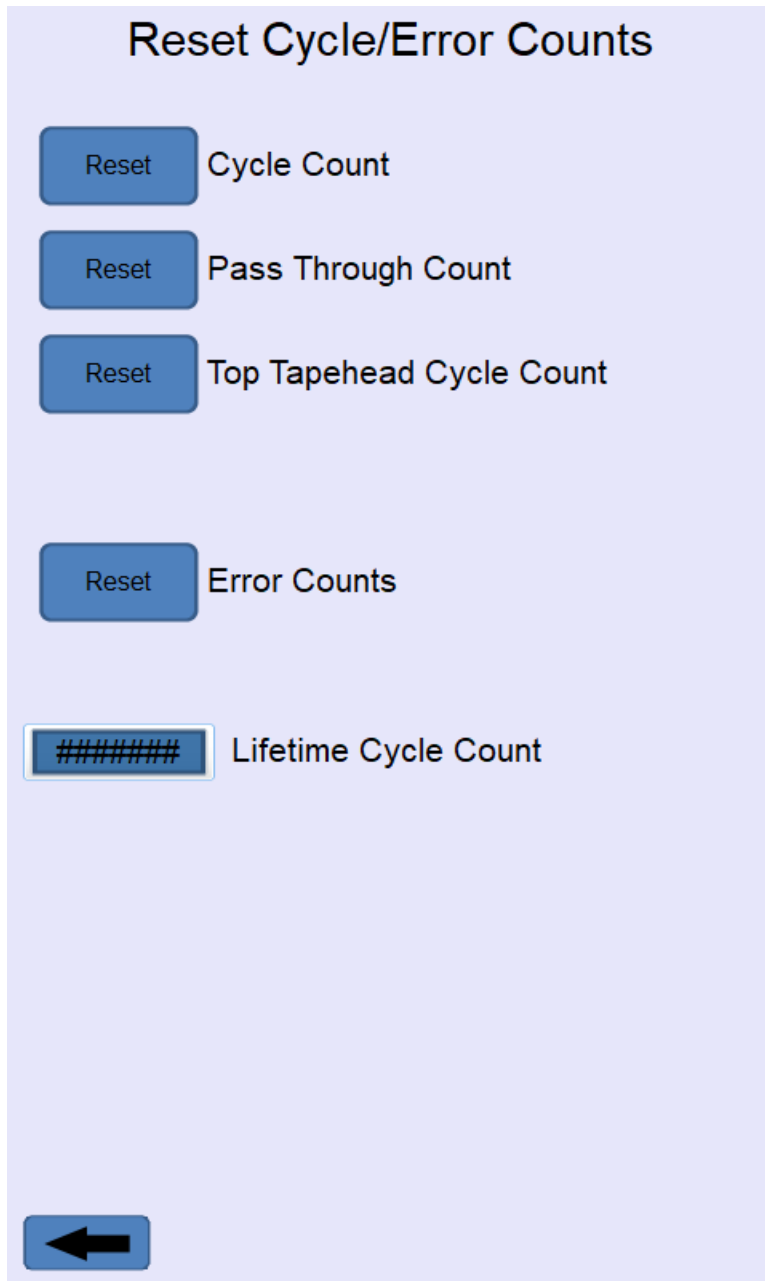 Reset Cycle/Error Counts
Reset Cycle Count
Reset Pass Through Count
Reset Top Tapehead Cycle Count
Reset Error Counts
####### Lifetime Cycle Count